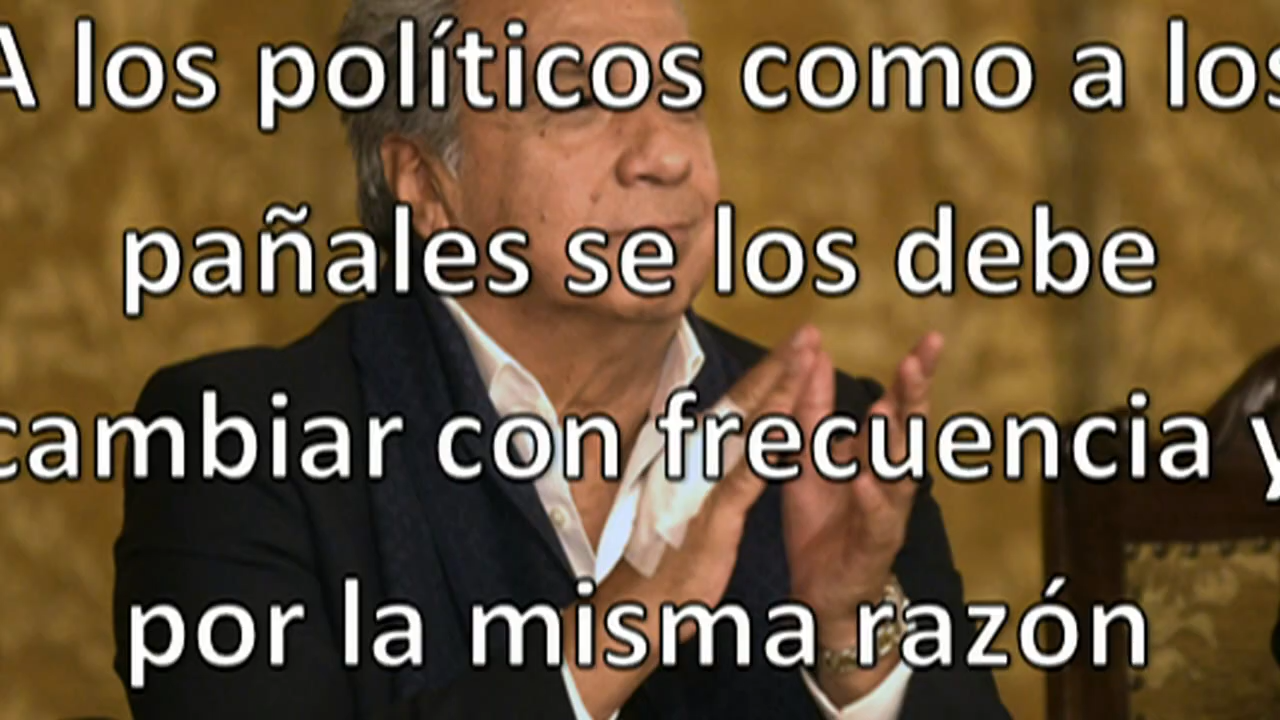 A los políticos como a los
pañales se los debe
cambiar con frecuencia y
por la misma razón